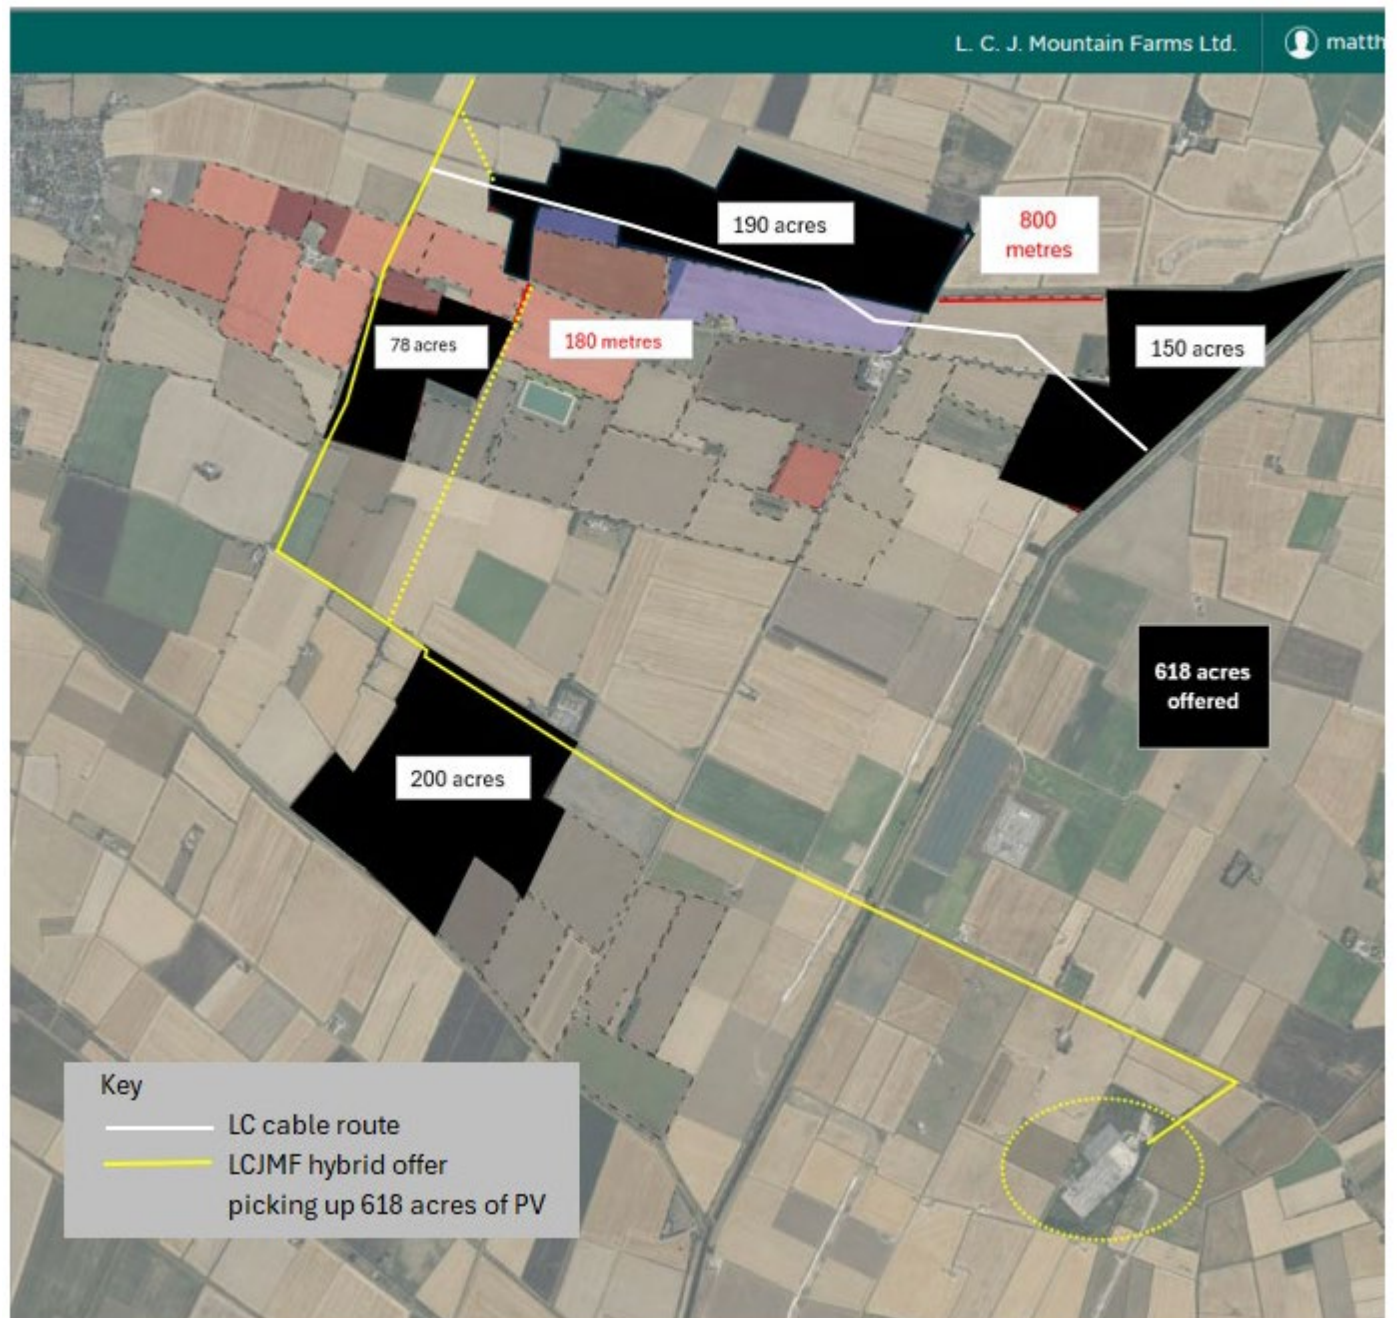 L. C. J. Mountain Farms Ltd.
matth
190 acres
800
metres
78 acres
180 metres
150 acres
618 acres
offered
200 acres
Key
LC cable route
LCJMF hybrid offer
picking up 618 acres of PV